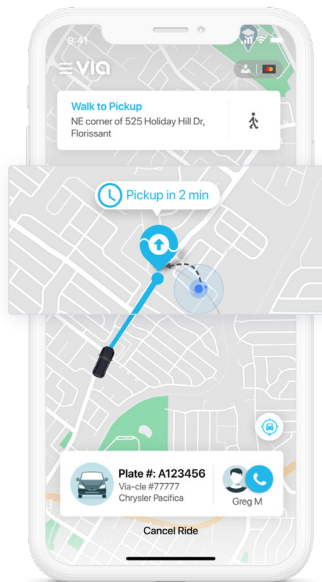 9:41
VIA
Walk to Pickup
NE corner of 525 Holiday Hill Dr,
Florissant
Pickup in 2 min
Plate #: A123456
Via-cle #77777
Chrysler Pacifica
Greg M
Cancel Ride